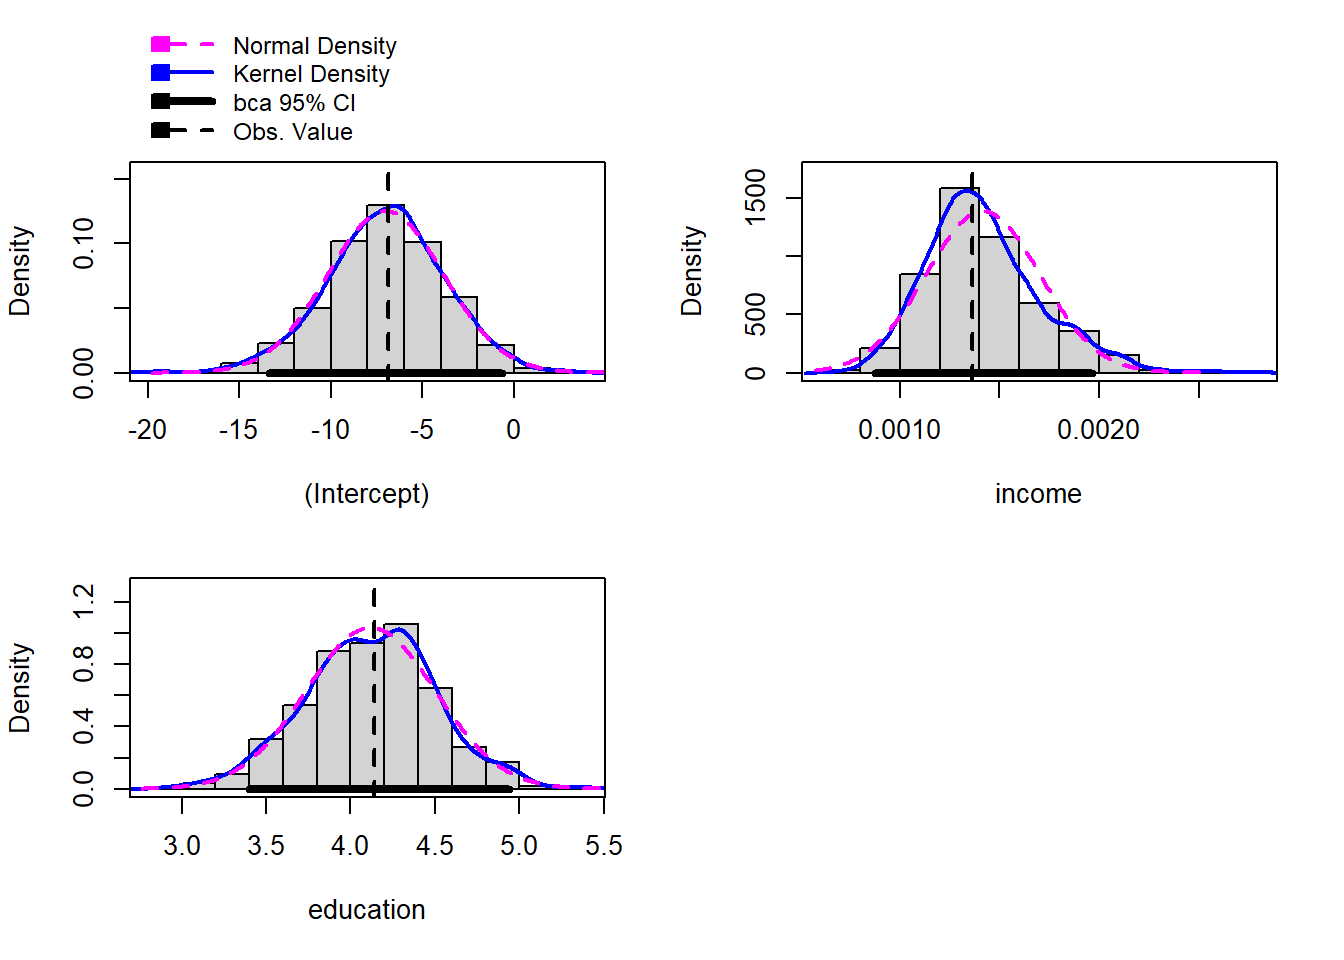 Normal Density
Kernel Density
bca 95% CI
Obs. Value
Density
0.00 0.10
-20 -15 -10 -5 0
(Intercept)
Density
0 500 1500
0.0010 0.0020
income
Density
0.0 0.4 0.8 1.2
3.0 3.5 4.0 4.5 5.0 5.5
education